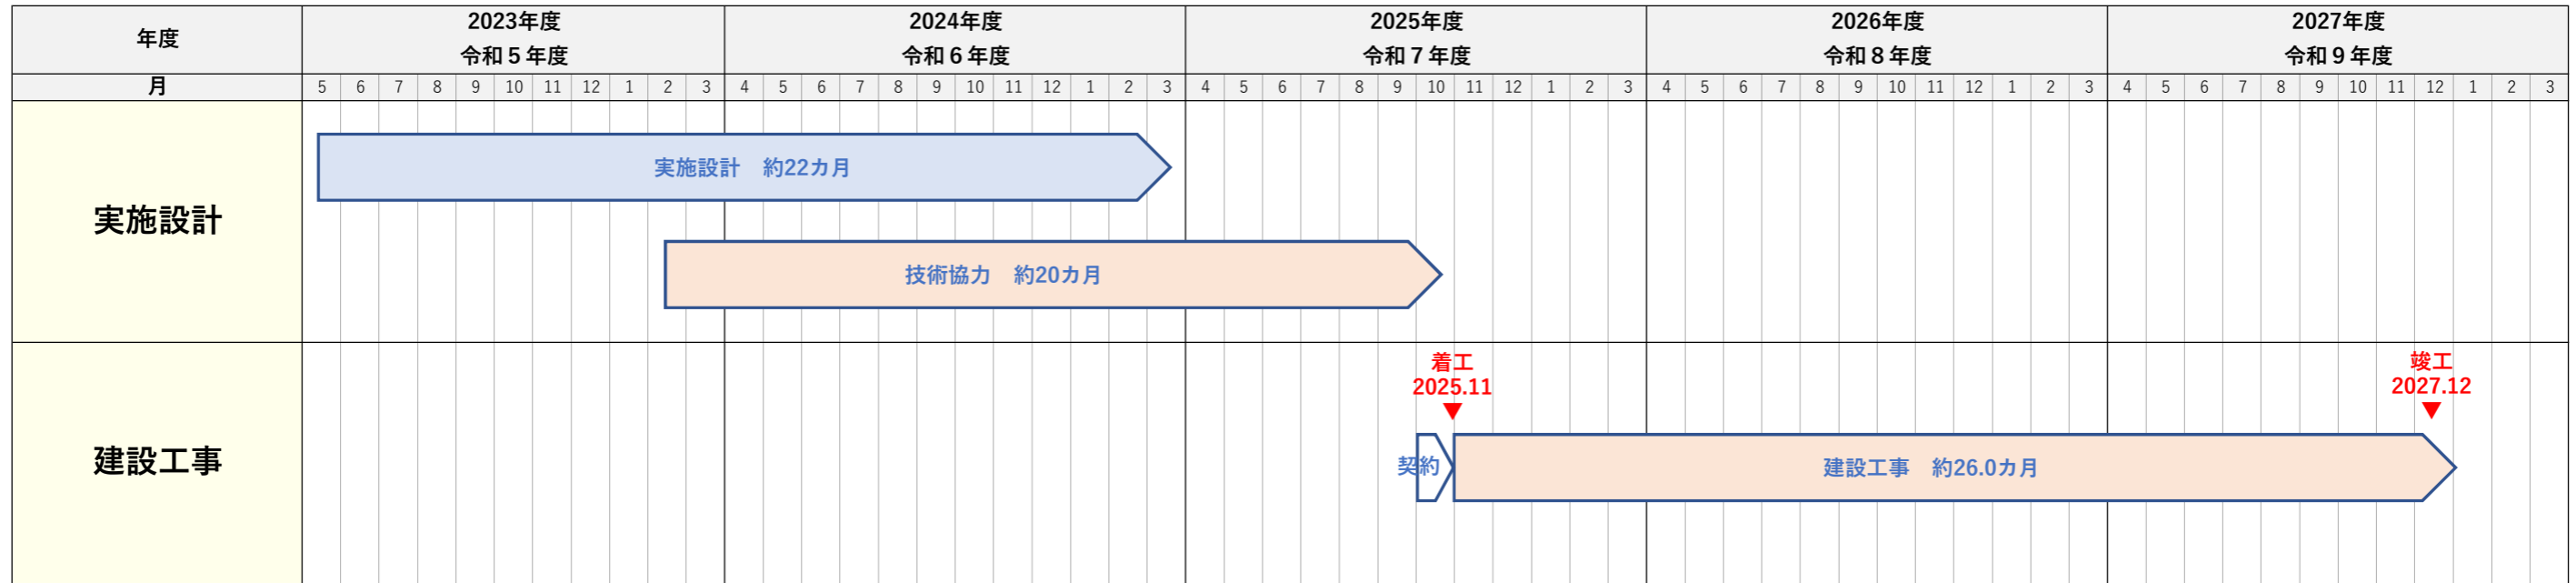 年度
2023年度
令和５年度
2024年度
令和６年度
2025年度
令和７年度
2026年度
令和８年度
2027年度
令和９年度
月 5 6 7 8 9 10 11 12 1 2 3 4 5 6 7 8 9 10 11 12 1 2 3 4 5 6 7 8 9 10 11 12 1 2 3 4 5 6 7 8 9 10 11 12 1 2 3 4 5 6 7 8 9 10 11 12 1 2 3
実施設計
実施設計　約22カ月
技術協力　約20カ月
建設工事
着工
2025.11
竣工
2027.12
契約
建設工事　約26.0カ月